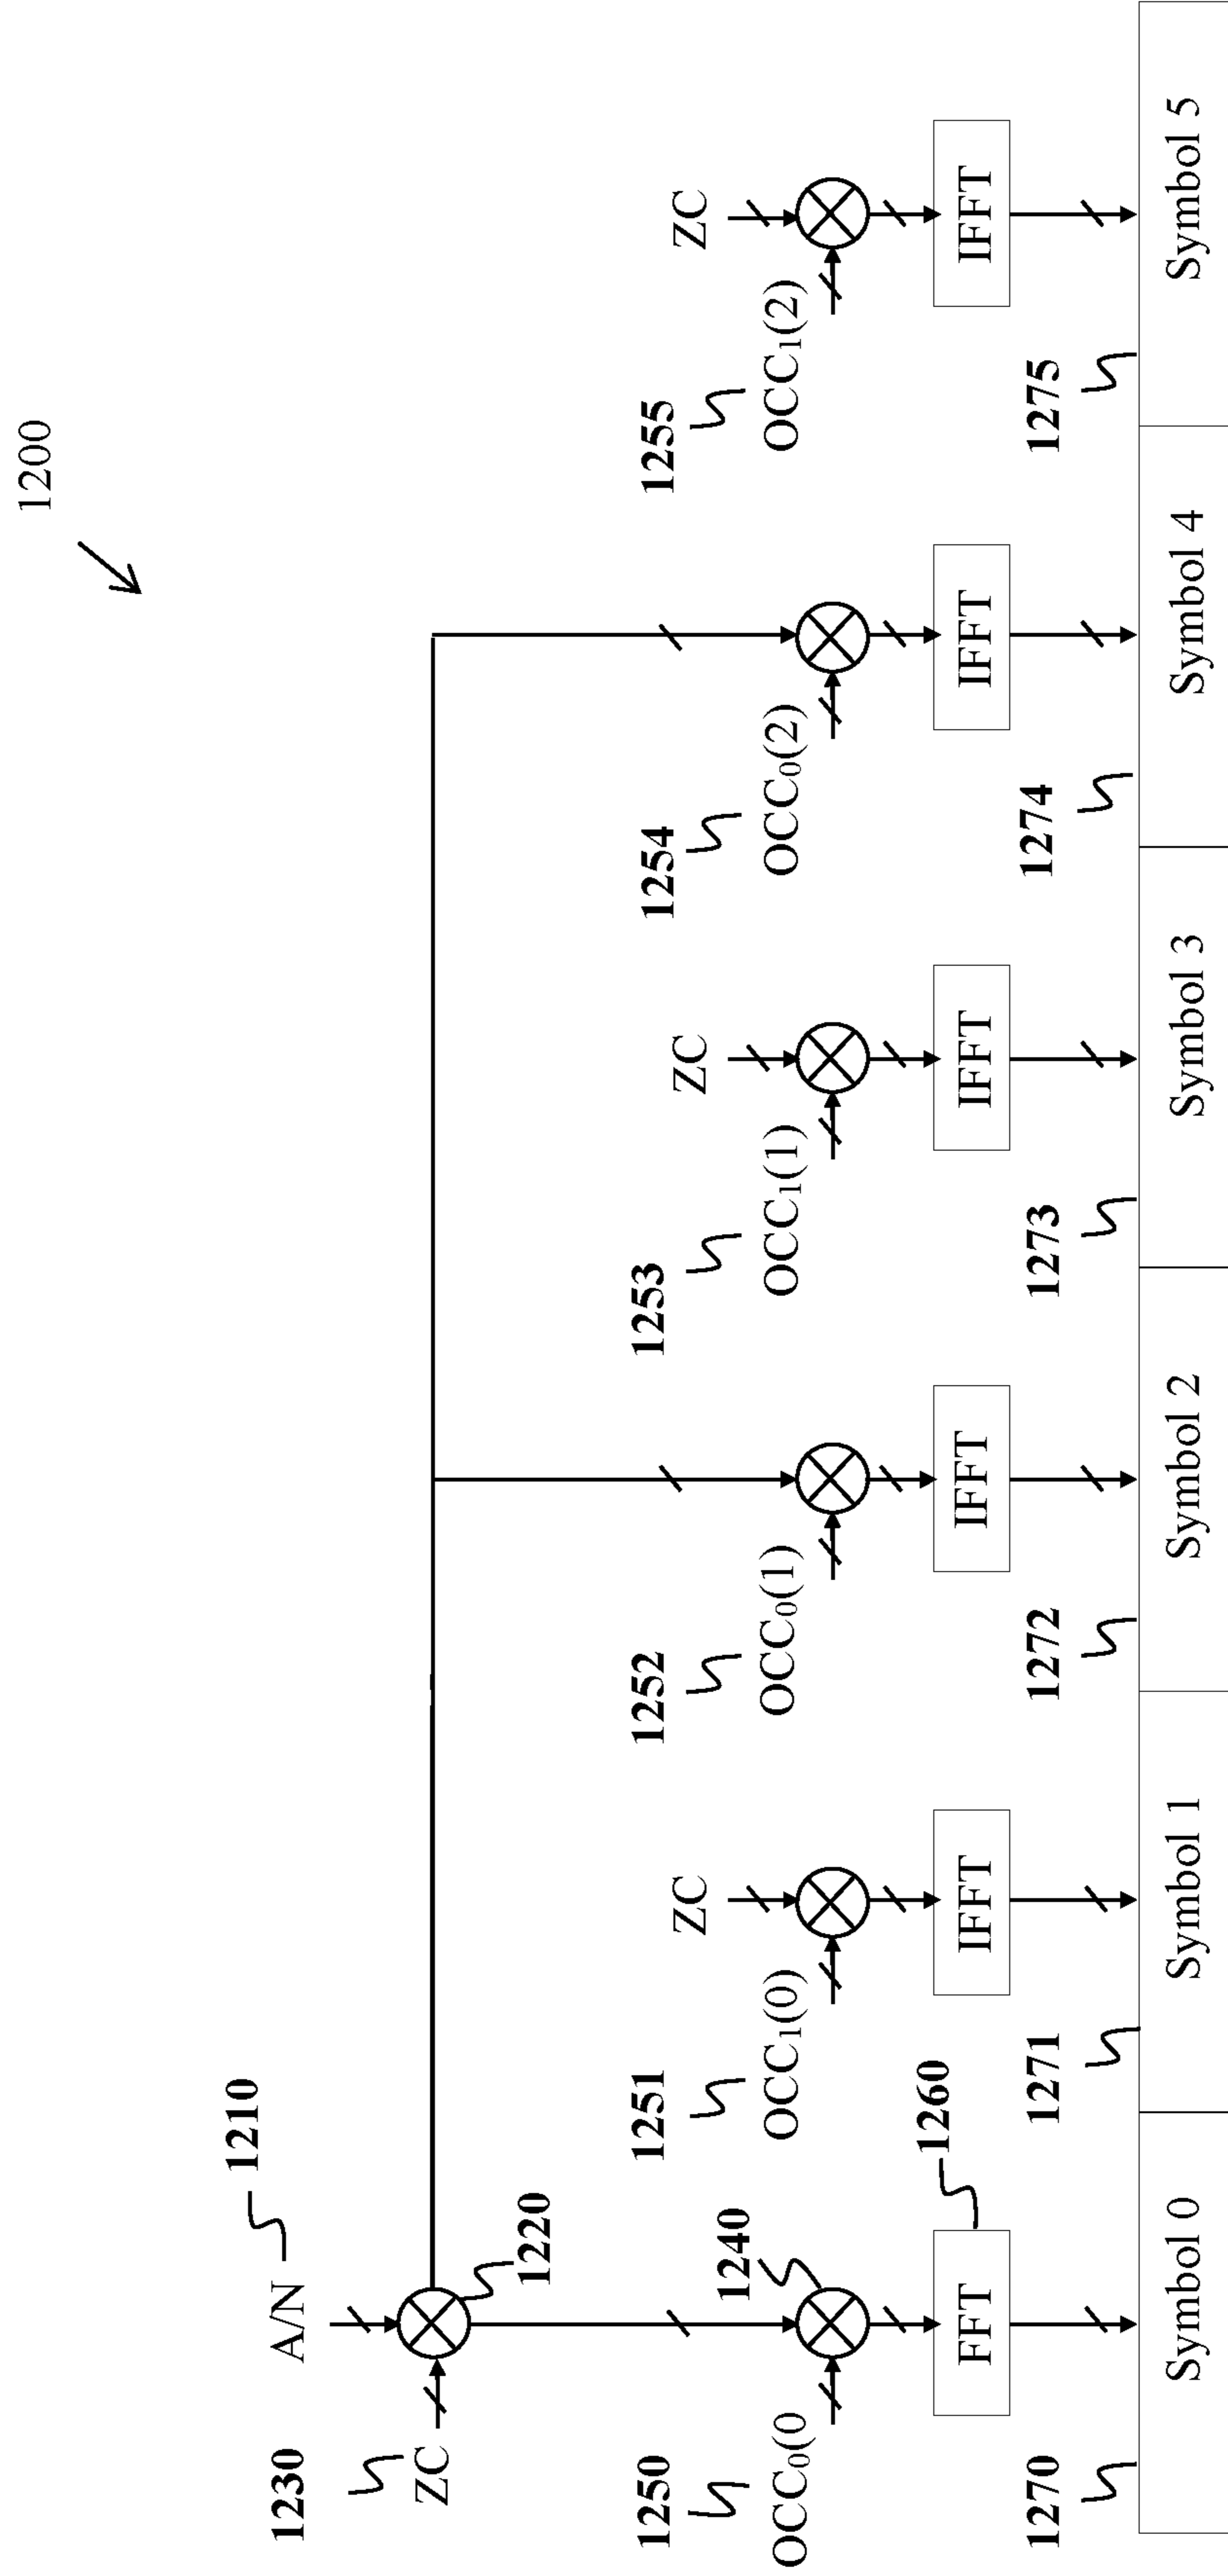 1200
A/N
1210
1230
ZC
1220
1240
1250
OCC0(0
1251
OCC1(0)
ZC
1252
OCC0(1)
1253
OCC1(1)
ZC
1254
OCC0(2)
1255
OCC1(2)
ZC
FFT
1260
IFFT
IFFT
IFFT
IFFT
IFFT
1270
1271
1272
1273
1274
1275
Symbol 0
Symbol 1
Symbol 2
Symbol 3
Symbol 4
Symbol 5